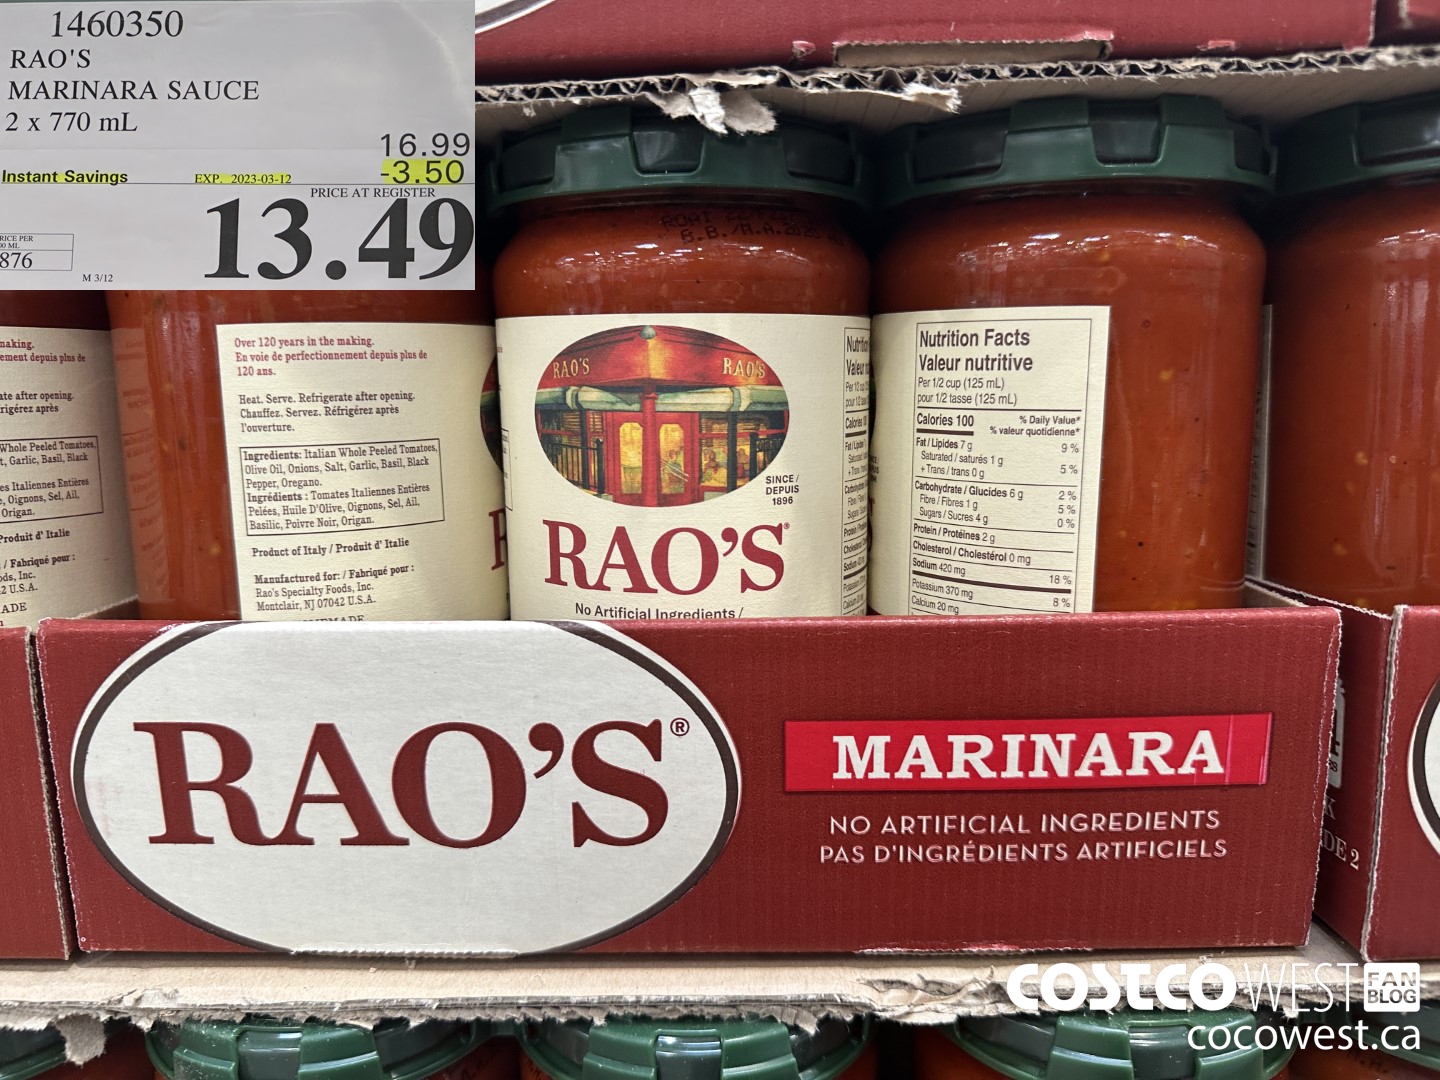 1460350
RAO'S
MARINARA SAUCE
2 x 770 mL
16.99
Instant Savings EXP. 2023-03-12 -3.50
PRICE AT REGISTER
13.49
876
M 3/12
Over 120 years in the making.
En voie de perfectionnement depuis plus de
120 ans.
Heat. Serve. Refrigerate after opening.
Chauffez. Servez. Réfrigérez après
l'ouverture.
Ingredients: Italian Whole Peeled Tomatoes,
Olive Oil, Onions, Salt, Garlic, Basil, Black
Pepper, Oregano.
Ingrédients : Tomates Italiennes Entières
Pelées, Huile D'Olive, Oignons, Sel, Ail,
Basilic, Poivre Noir, Origan.
Product of Italy / Produit d' Italie
Manufactured for: / Fabriqué pour :
Rao's Specialty Foods, Inc.
Montclair, NJ 07042 U.S.A.
RAO'S RAO'S
SINCE /
DEPUIS
1896
RAO'S®
No Artificial Ingredients /
Nutrition Facts
Valeur nutritive
Per 1/2 cup (125 mL)
pour 1/2 tasse (125 mL)
Calories 100 % Daily Value*
% valeur quotidienne*
Fat / Lipides 7 g 9 %
Saturated / saturés 1 g
+ Trans / trans 0 g 5 %
Carbohydrate / Glucides 6 g 2 %
Fibre / Fibres 1 g 5 %
Sugars / Sucres 4 g 0 %
Protein / Protéines 2 g
Cholesterol / Cholestérol 0 mg
Sodium 420 mg 18 %
Potassium 370 mg 8 %
Calcium 20 mg
RAO'S®
MARINARA
NO ARTIFICIAL INGREDIENTS
PAS D'INGRÉDIENTS ARTIFICIELS
DE 2
COSTCO WEST FAN BLOG
cocowest.ca